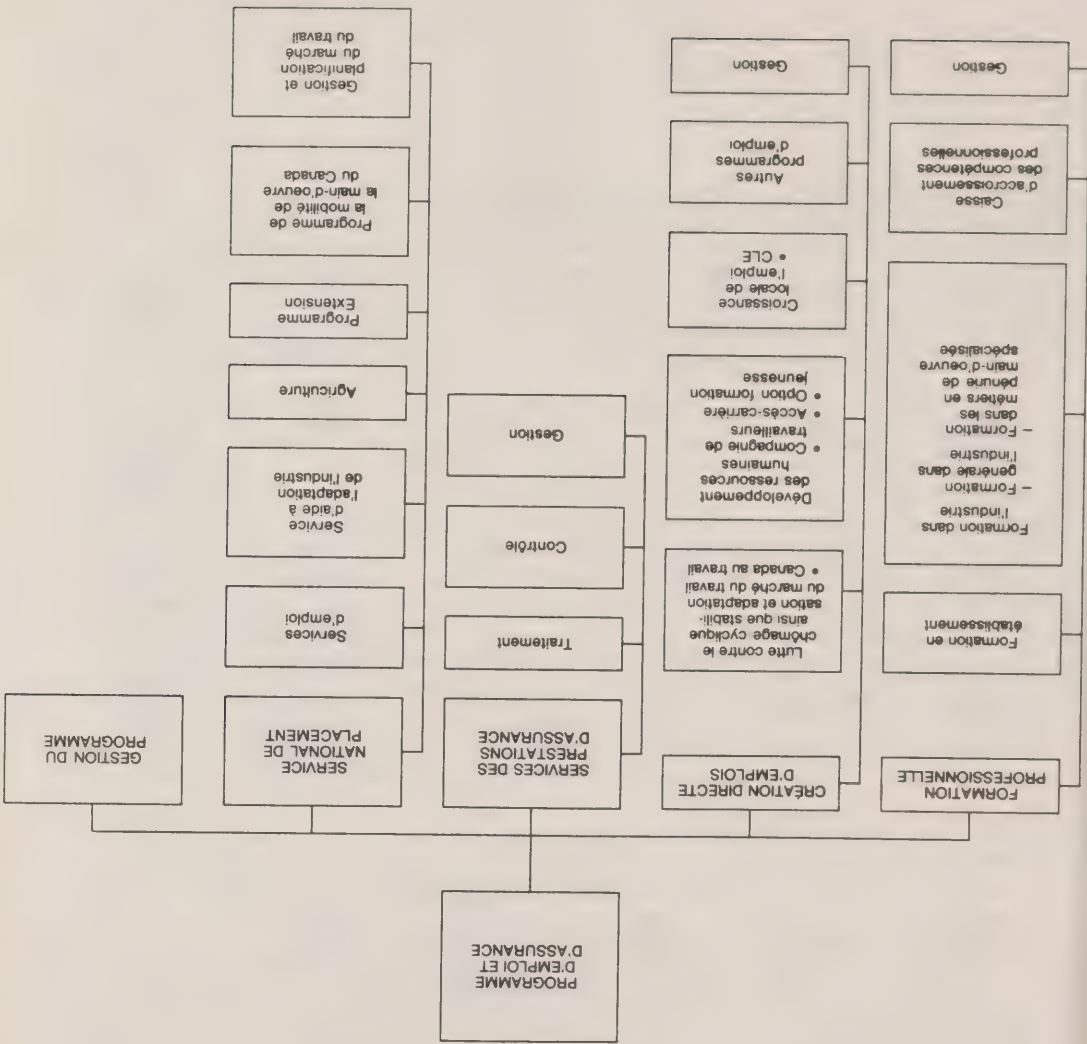 PROGRAMME
D'EMPLOI ET
D'ASSURANCE
FORMATION
PROFESSIONNELLE
Formation en
établissement
Formation dans
l'industrie
– Formation
générale dans
l'industrie
– Formation
dans les
métiers en
pénurie de
main-d'oeuvre
spécialisée
Caisse
d'accroissement
des compétences
professionnelles
Gestion
CRÉATION DIRECTE
D'EMPLOIS
Lutte contre le
chômage cyclique
ainsi que stabili-
sation et adaptation
du marché du travail
• Canada au travail
Développement
des ressources
humaines
• Compagnie de
travailleurs
• Accès-carrière
• Option formation
jeunesse
Croissance
locale de
l'emploi
• CLE
Autres
programmes
d'emploi
Gestion
SERVICES DES
PRESTATIONS
D'ASSURANCE
Traitement
Contrôle
Gestion
SERVICE
NATIONAL DE
PLACEMENT
Services
d'emploi
Service
d'aide à
l'adaptation
de l'industrie
Agriculture
Programme
Extension
Programme de
la mobilité de
la main-d'oeuvre
du Canada
Gestion et
planification
du marché
du travail
GESTION DU
PROGRAMME